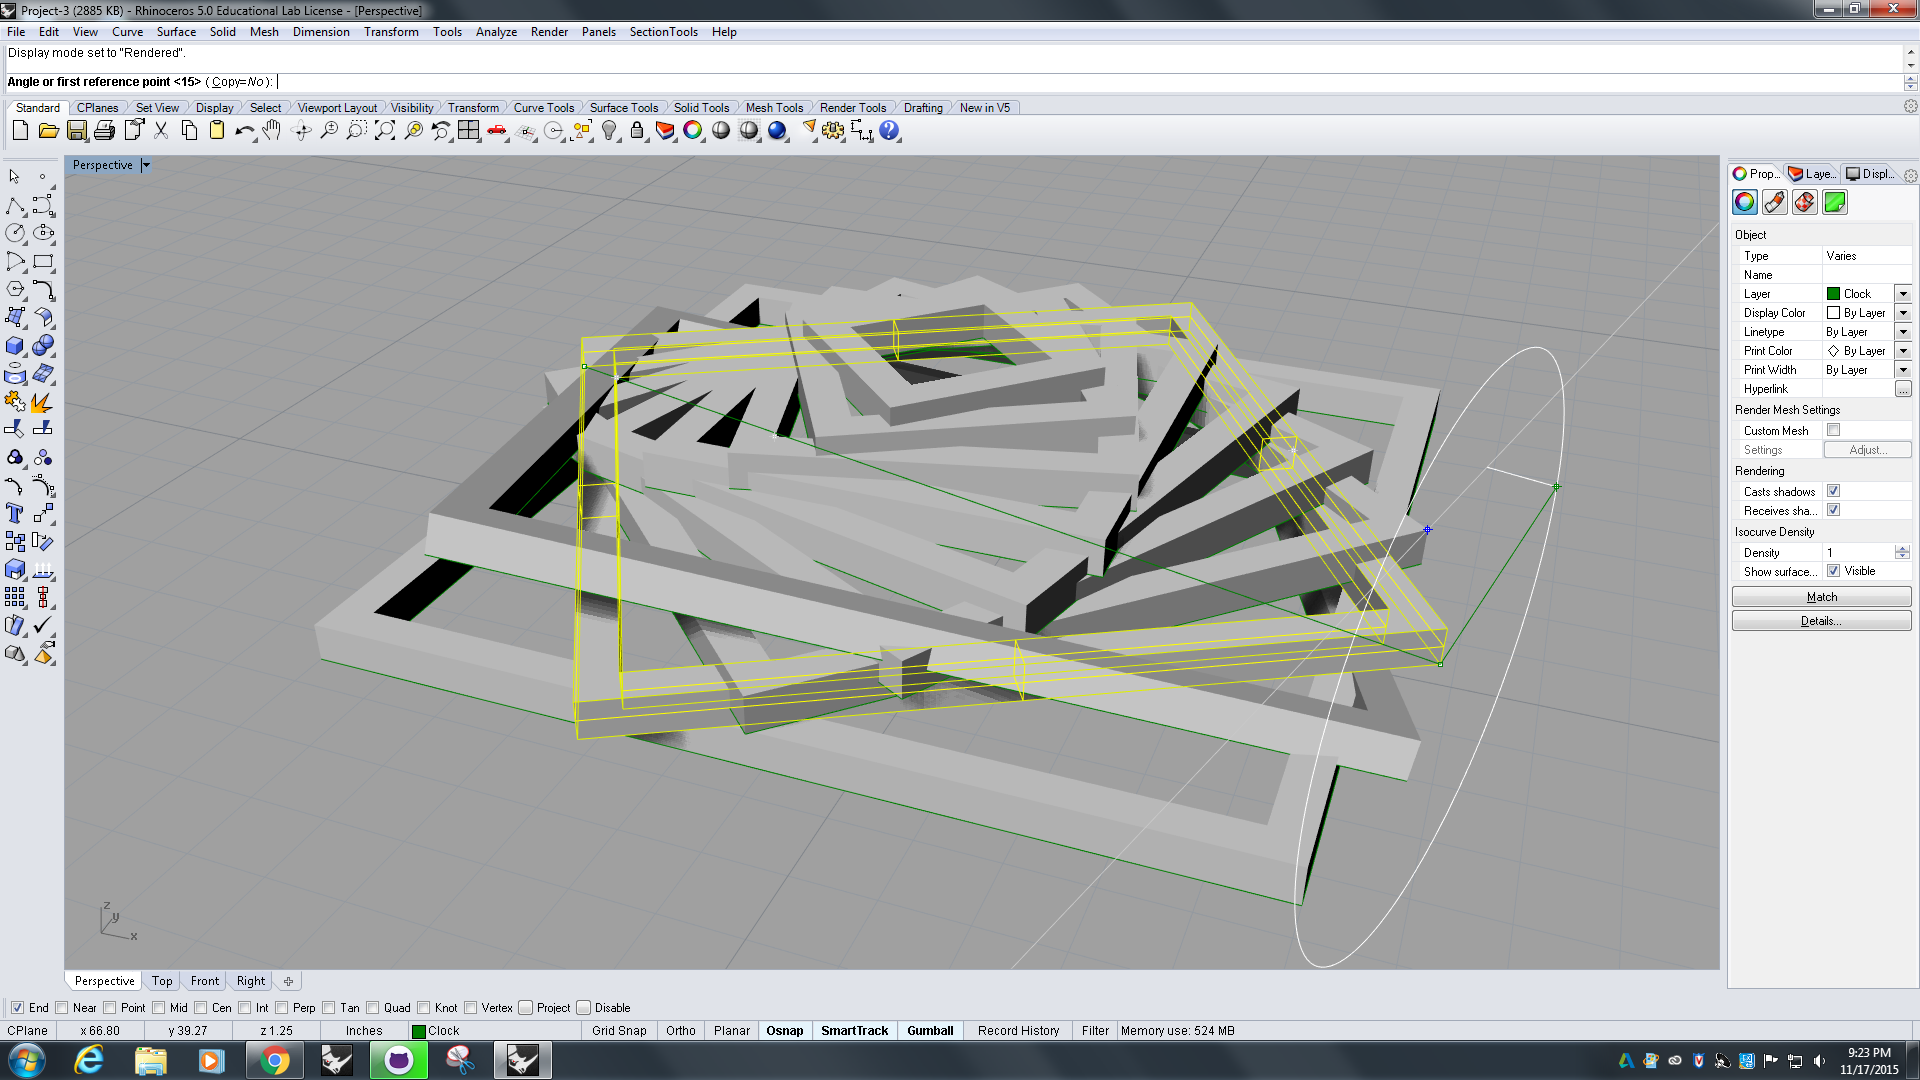 Project-3 (2885 KB) - Rhinoceros 5.0 Educational Lab License - [Perspective]
File Edit View Curve Surface Solid Mesh Dimension Transform Tools Analyze Render Panels SectionTools Help
Display mode set to "Rendered".
Angle or first reference point <15> ( Copy=No ):
Standard CPlanes Set View Display Select Viewport Layout Visibility Transform Curve Tools Surface Tools Solid Tools Mesh Tools Render Tools Drafting New in V5
Perspective
Prop... Laye... Displ...
Object
Type Varies
Name
Layer Clock
Display Color By Layer
Linetype By Layer
Print Color By Layer
Print Width By Layer
Hyperlink ...
Render Mesh Settings
Custom Mesh
Settings Adjust...
Rendering
Casts shadows
Receives sha...
Isocurve Density
Density 1
Show surface... Visible
Match
Details...
z
y
x
Perspective Top Front Right
End Near Point Mid Cen Int Perp Tan Quad Knot Vertex Project Disable
CPlane x 66.80 y 39.27 z 1.25 Inches Clock Grid Snap Ortho Planar Osnap SmartTrack Gumball Record History Filter Memory use: 524 MB
9:23 PM
11/17/2015